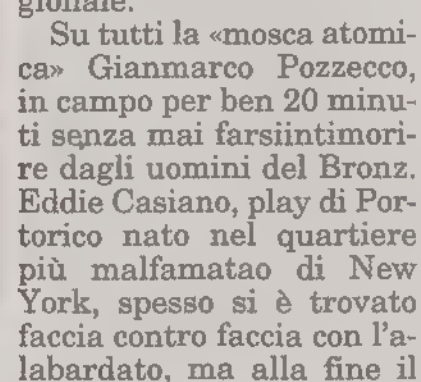 gionale.
Su tutti la «mosca atomi-
ca» Gianmarco Pozzecco,
in campo per ben 20 minu-
ti senza mai farsiintimori-
re dagli uomini del Bronz.
Eddie Casiano, play di Por-
torico nato nel quartiere
più malfamatao di New
York, spesso si è trovato
faccia contro faccia con l'a-
labardato, ma alla fine il